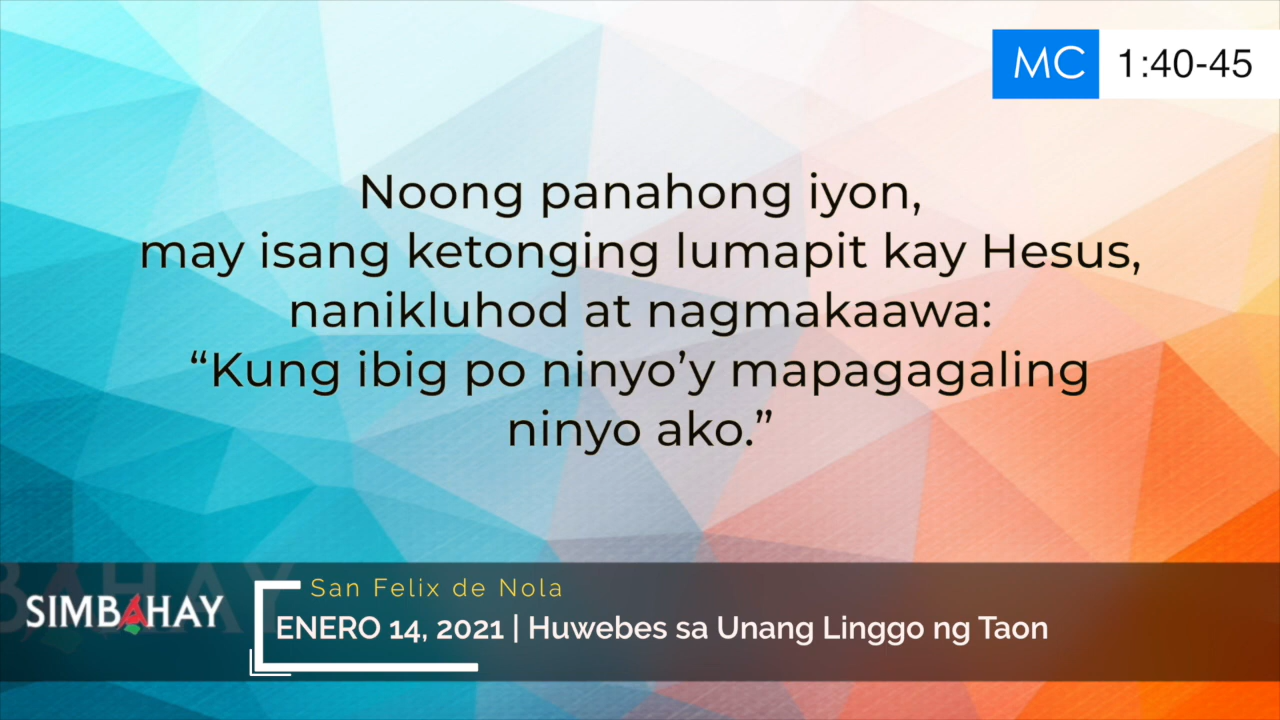 MC 1:40-45
Noong panahong iyon,
may isang ketonging lumapit kay Hesus,
nanikluhod at nagmakaawa:
“Kung ibig po ninyo’y mapagagaling
ninyo ako.”
San Felix de Nola
SIMBAHAY
ENERO 14, 2021 | Huwebes sa Unang Linggo ng Taon